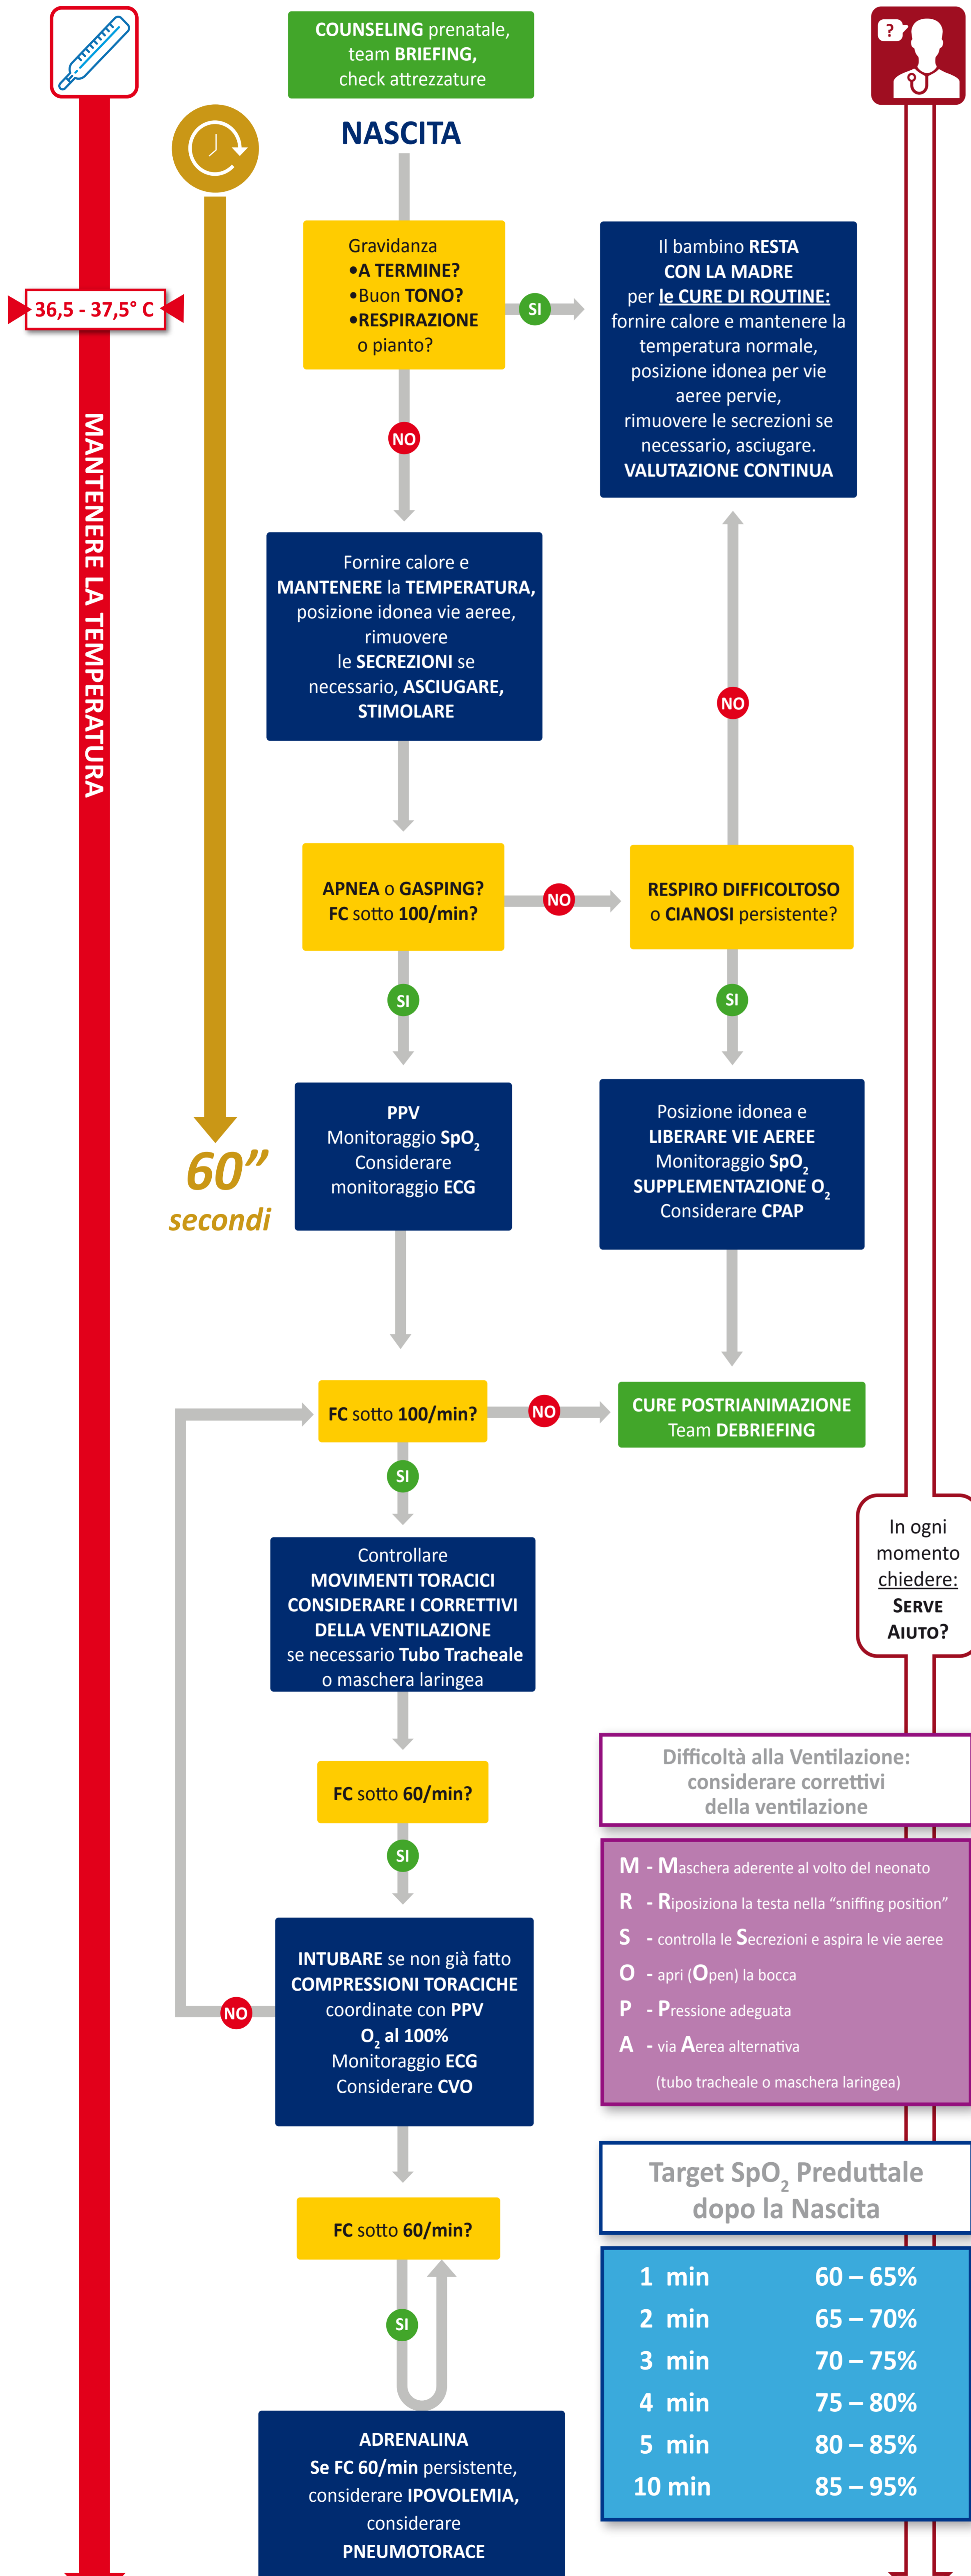 COUNSELING prenatale,
team BRIEFING,
check attrezzature
?
NASCITA
36,5 - 37,5° C
MANTENERE LA TEMPERATURA
Gravidanza
•A TERMINE?
•Buon TONO?
•RESPIRAZIONE
o pianto?
SI
Il bambino RESTA
CON LA MADRE
per le CURE DI ROUTINE:
fornire calore e mantenere la
temperatura normale,
posizione idonea per vie
aeree pervie,
rimuovere le secrezioni se
necessario, asciugare.
VALUTAZIONE CONTINUA
NO
Fornire calore e
MANTENERE la TEMPERATURA,
posizione idonea vie aeree,
rimuovere
le SECREZIONI se
necessario, ASCIUGARE,
STIMOLARE
NO
APNEA o GASPING?
FC sotto 100/min?
NO
RESPIRO DIFFICOLTOSO
o CIANOSI persistente?
SI
SI
60”
secondi
PPV
Monitoraggio SpO2
Considerare
monitoraggio ECG
Posizione idonea e
LIBERARE VIE AEREE
Monitoraggio SpO2
SUPPLEMENTAZIONE O2
Considerare CPAP
FC sotto 100/min?
NO
CURE POSTRIANIMAZIONE
Team DEBRIEFING
SI
Controllare
MOVIMENTI TORACICI
CONSIDERARE I CORRETTIVI
DELLA VENTILAZIONE
se necessario Tubo Tracheale
o maschera laringea
In ogni
momento
chiedere:
SERVE
AIUTO?
FC sotto 60/min?
SI
INTUBARE se non già fatto
COMPRESSIONI TORACICHE
coordinate con PPV
O2 al 100%
Monitoraggio ECG
Considerare CVO
NO
FC sotto 60/min?
SI
ADRENALINA
Se FC 60/min persistente,
considerare IPOVOLEMIA,
considerare
PNEUMOTORACE
Difficoltà alla Ventilazione:
considerare correttivi
della ventilazione
M - Maschera aderente al volto del neonato
R - Riposiziona la testa nella “sniffing position”
S - controlla le Secrezioni e aspira le vie aeree
O - apri (Open) la bocca
P - Pressione adeguata
A - via Aerea alternativa
(tubo tracheale o maschera laringea)
Target SpO2 Preduttale
dopo la Nascita
1 min 60 – 65%
2 min 65 – 70%
3 min 70 – 75%
4 min 75 – 80%
5 min 80 – 85%
10 min 85 – 95%